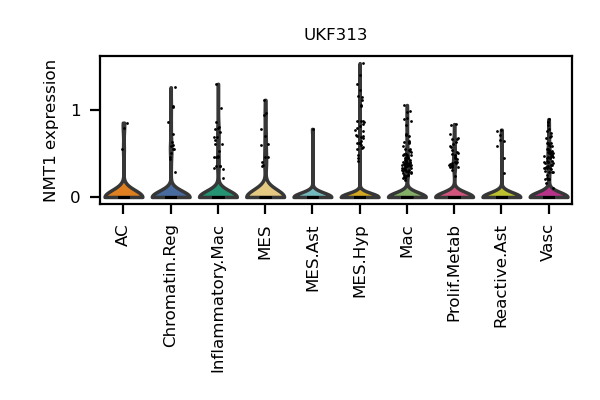 UKF313
NMT1 expression
1
0
AC
Chromatin.Reg
Inflammatory.Mac
MES
MES.Ast
MES.Hyp
Mac
Prolif.Metab
Reactive.Ast
Vasc